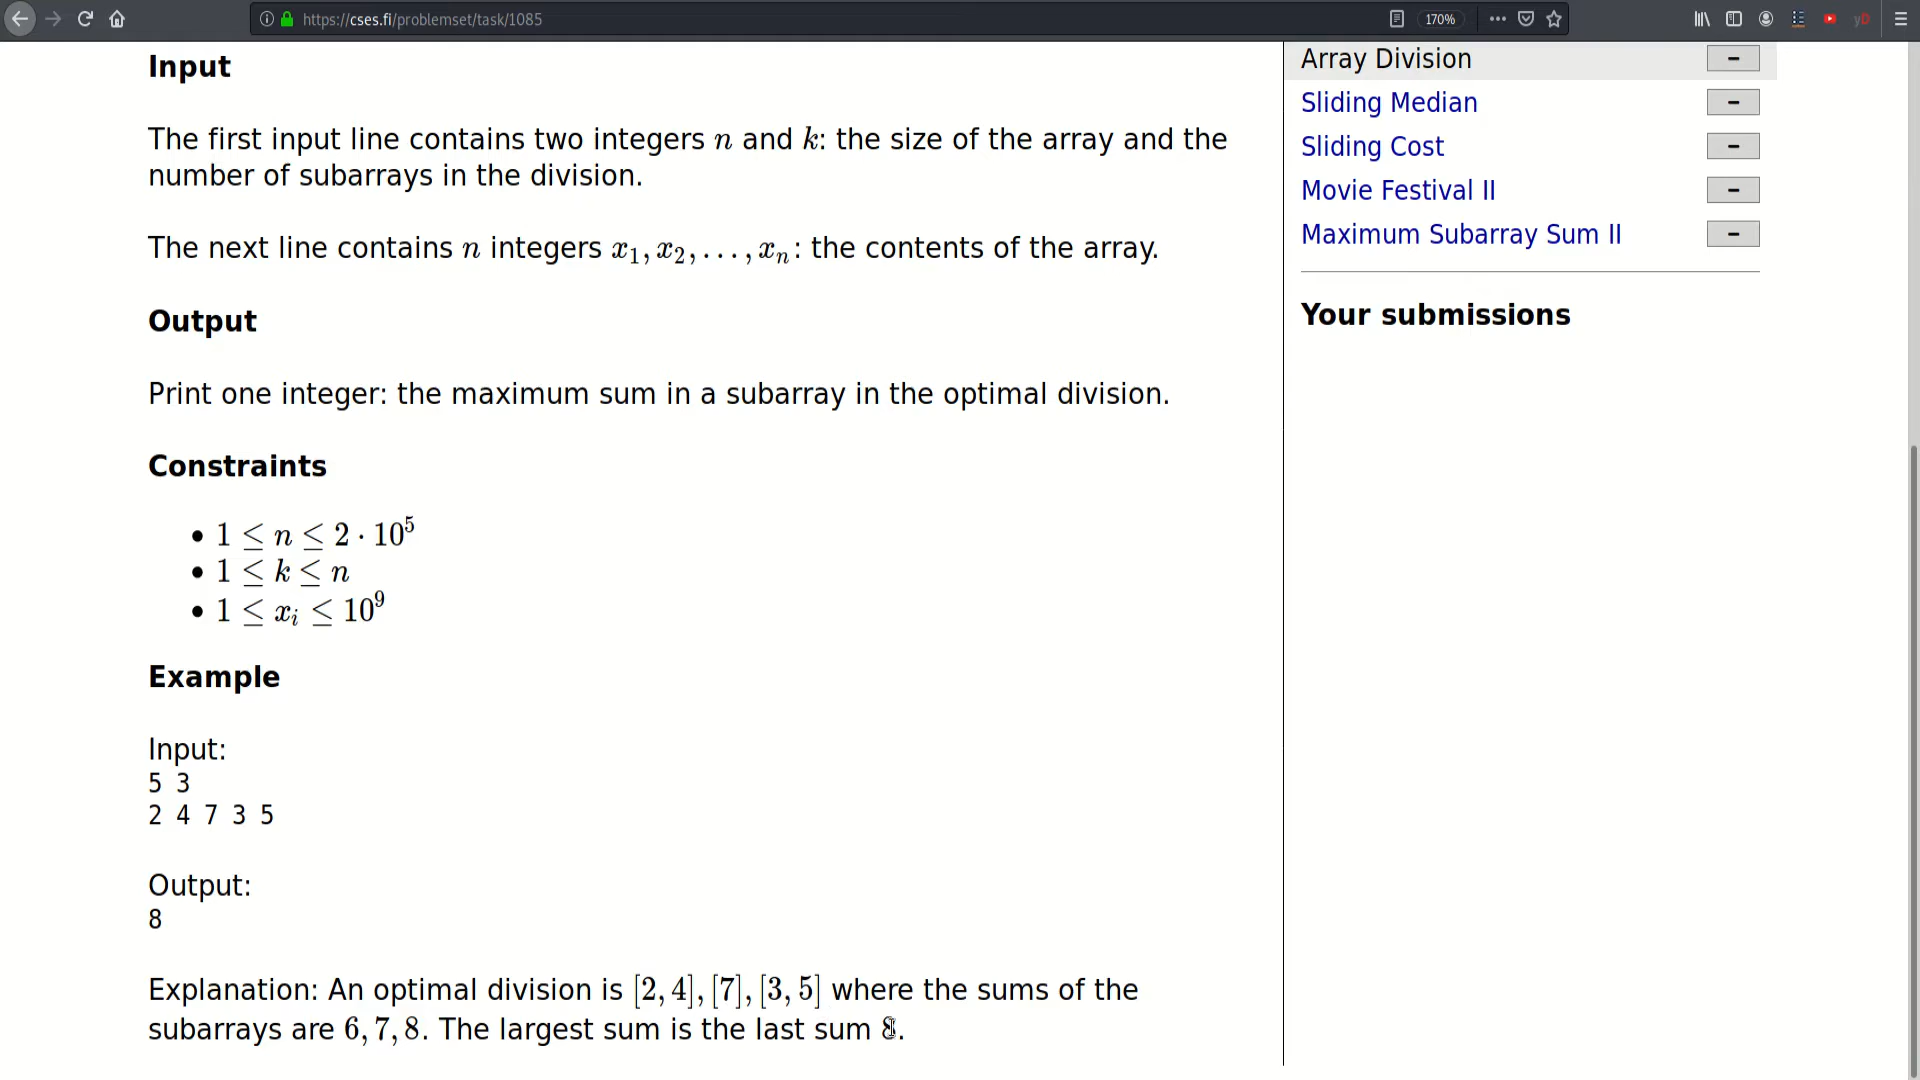 https://cses.fi/problemset/task/1085
170%
Input
The first input line contains two integers n and k: the size of the array and the
number of subarrays in the division.
The next line contains n integers x₁, x₂, …, xₙ: the contents of the array.
Output
Print one integer: the maximum sum in a subarray in the optimal division.
Constraints
• 1 ≤ n ≤ 2 · 10⁵
• 1 ≤ k ≤ n
• 1 ≤ xᵢ ≤ 10⁹
Example
Input:
5 3
2 4 7 3 5
Output:
8
Explanation: An optimal division is [2, 4], [7], [3, 5] where the sums of the
subarrays are 6, 7, 8. The largest sum is the last sum 8.
Array Division
Sliding Median
Sliding Cost
Movie Festival II
Maximum Subarray Sum II
Your submissions